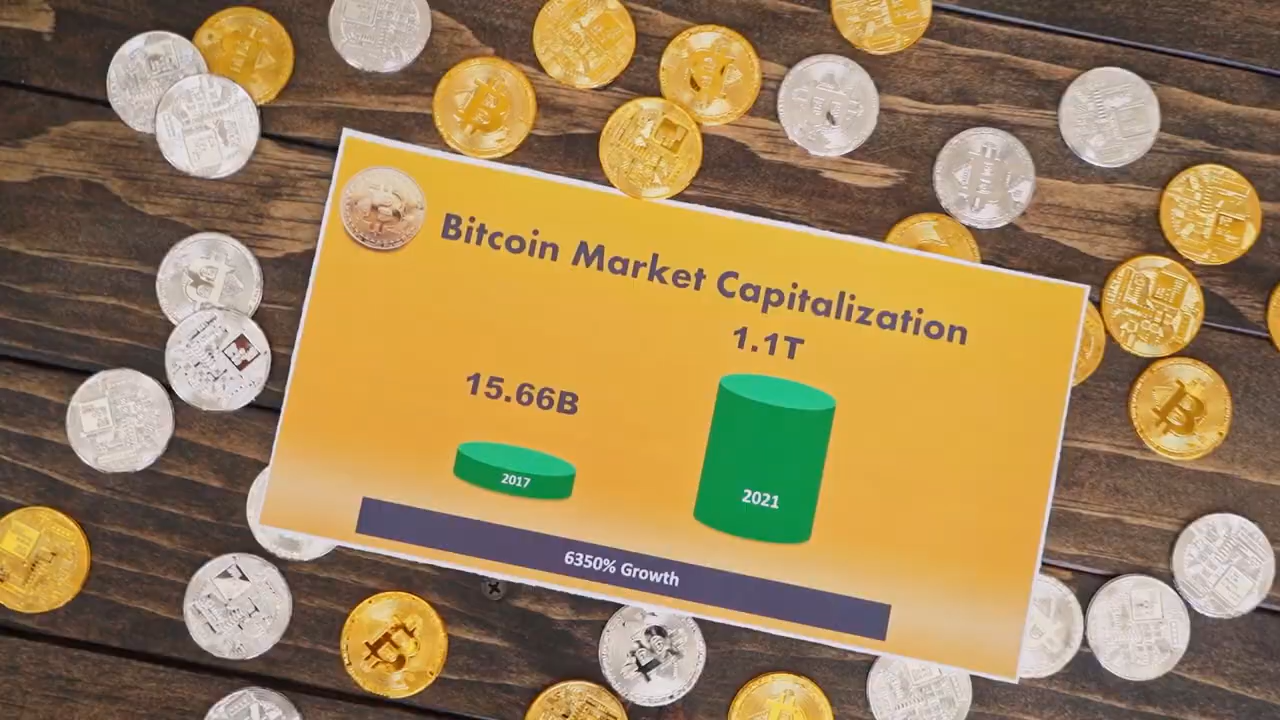 Bitcoin Market Capitalization
1.1T
15.66B
2017
2021
6350% Growth